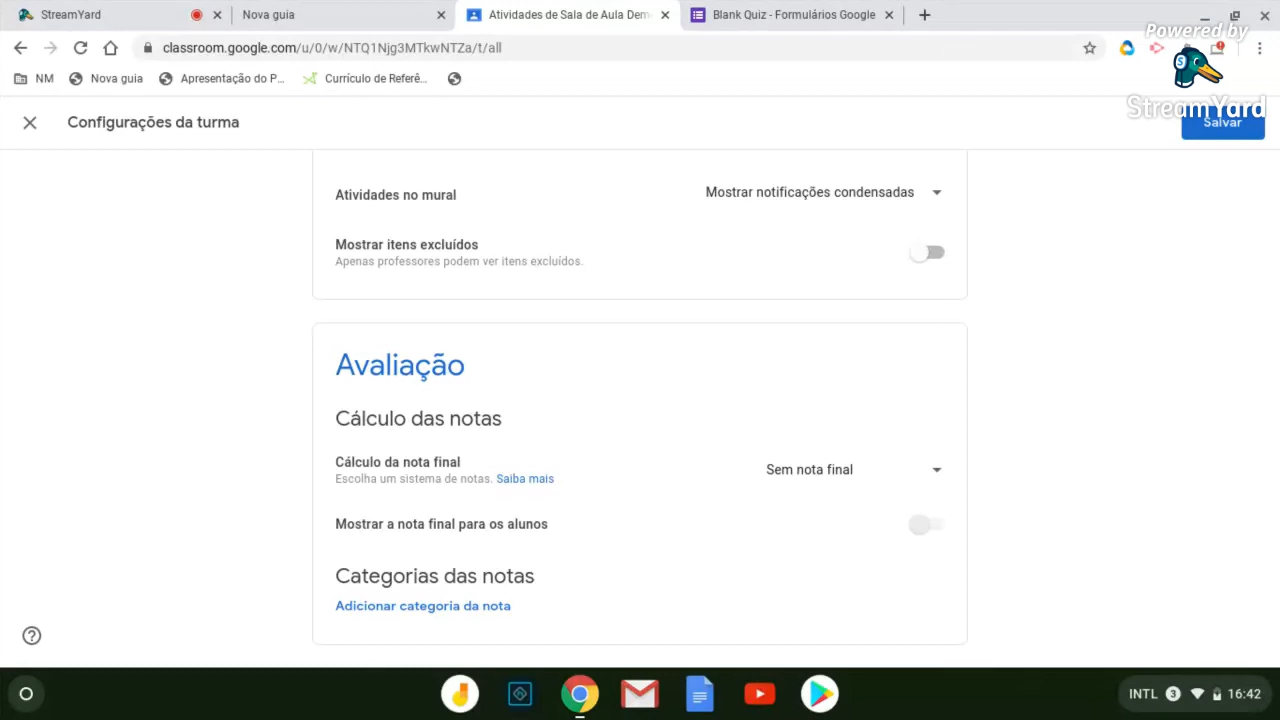 StreamYard
Nova guia
Atividades de Sala de Aula Dem
Blank Quiz - Formulários Google
classroom.google.com/u/0/w/NTQ1Njg3MTkwNTZa/t/all
Powered by
StreamYard
NM
Nova guia
Apresentação do P...
Currículo de Referê...
Configurações da turma
Salvar
Atividades no mural
Mostrar notificações condensadas
Mostrar itens excluídos
Apenas professores podem ver itens excluídos.
Avaliação
Cálculo das notas
Cálculo da nota final
Sem nota final
Escolha um sistema de notas. Saiba mais
Mostrar a nota final para os alunos
Categorias das notas
Adicionar categoria da nota
INTL 3 16:42